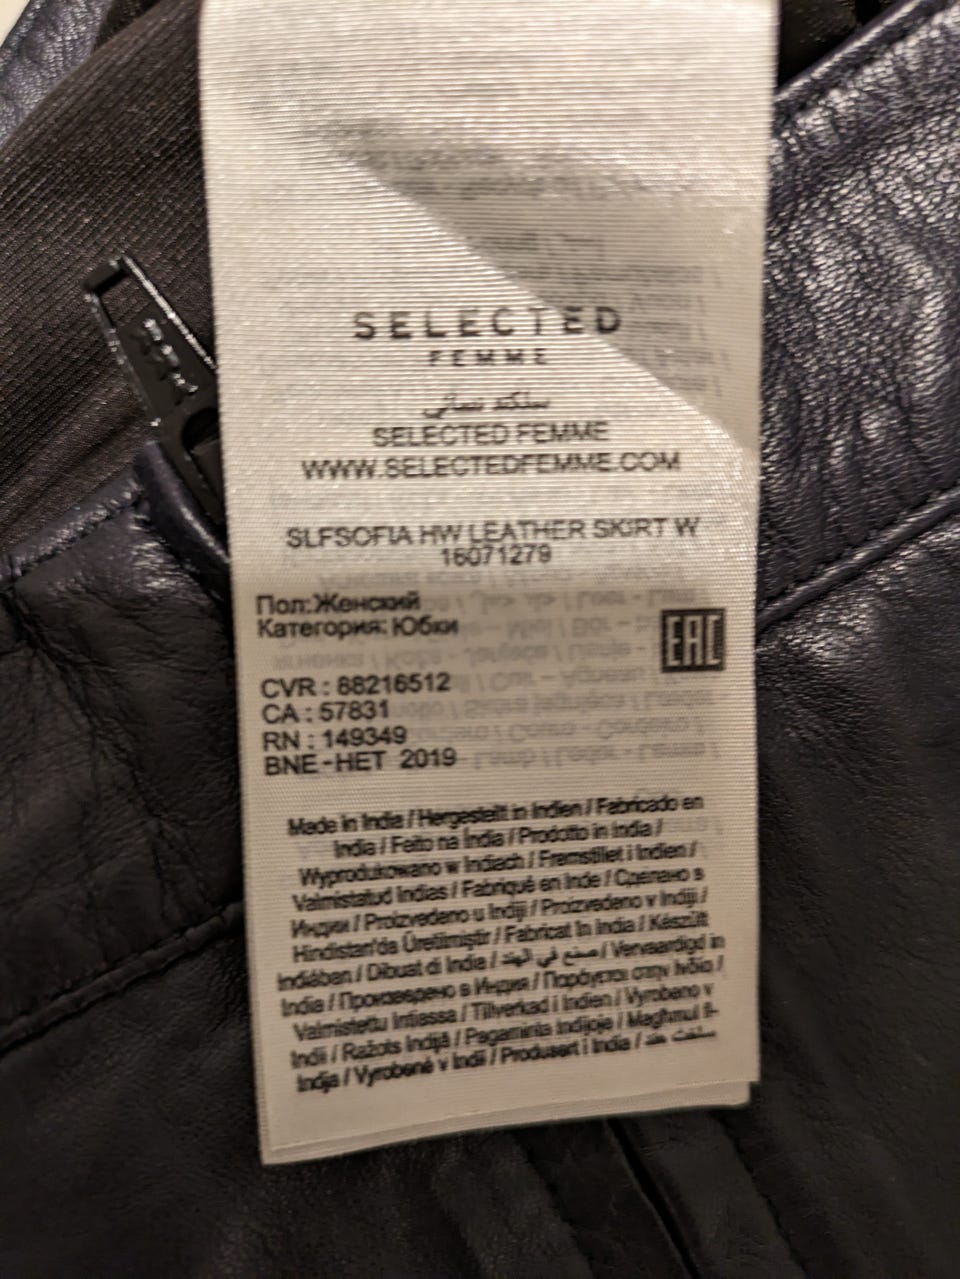 SELECTED
FEMME
سلكتد نسائي
SELECTED FEMME
WWW.SELECTEDFEMME.COM
SLFSOFIA HW LEATHER SKIRT W
16071279
Пол: Женский
Категория: Юбки
EAC
CVR : 88216512
CA : 57831
RN : 149349
BNE-HET 2019
Made in India / Hergestellt in Indien / Fabricado en
India / Feito na Índia / Prodotto in India /
Wyprodukowano w Indiach / Fremstillet i Indien /
Valmistatud Indias / Fabriqué en Inde / Сделано в
Индии / Proizvedeno u Indiji / Proizvedeno v Indiji /
Hindistan'da Üretilmiştir / Fabricat în India / Készült
Indiában / Dibuat di India / صنع في الهند / Vervaardigd in
India / Произведено в Индия / Παράγεται στην Ινδία /
Valmistettu Intiassa / Tillverkad i Indien / Vyrobeno v
Indii / Ražots Indijā / Pagaminta Indijoje / Magħmul fl-
Indja / Vyrobené v Indii / Produsert i India / ساخت هند